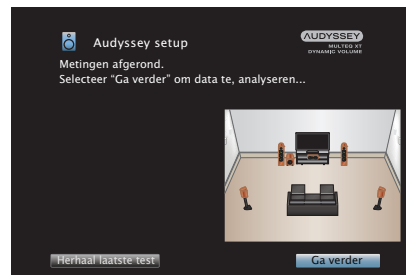 Audyssey setup
AUDYSSEY
MULTEQ XT
DYNAMIC VOLUME
Metingen afgerond.
Selecteer “Ga verder” om data te, analyseren...
Herhaal laatste test
Ga verder